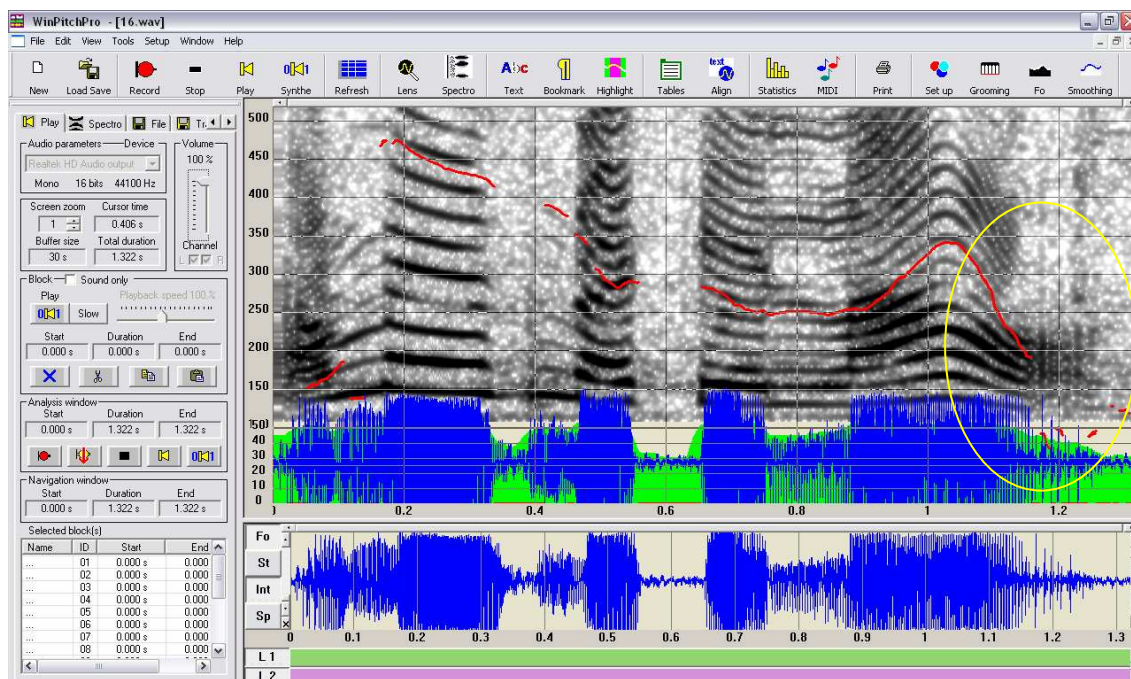 WinPitchPro - [16.wav]
File Edit View Tools Setup Window Help
New Load Save Record Stop Play Synthe Refresh Lens Spectro Text Bookmark Highlight Tables Align Statistics MIDI Print Set up Grooming Fo Smoothing
Play Spectro File
Audio parameters Device Volume
Realtek HD Audio output 100 %
Mono 16 bits 44100 Hz
Screen zoom Cursor time
1 0.406 s
Buffer size Total duration Channel
30 s 1.322 s L R
Block Sound only
Play Playback speed 100 %
Slow
Start Duration End
0.000 s 0.000 s 0.000 s
Analysis window
Start Duration End
0.000 s 1.322 s 1.322 s
Navigation window
Start Duration End
0.000 s 1.322 s 1.322 s
Selected block(s)
Name ID Start End
... 01 0.000 s 0.000
... 02 0.000 s 0.000
... 03 0.000 s 0.000
... 04 0.000 s 0.000
... 05 0.000 s 0.000
... 06 0.000 s 0.000
... 07 0.000 s 0.000
... 08 0.000 s 0.000
500
450
400
350
300
250
200
150
50
40
30
20
10
0
0.2 0.4 0.6 0.8 1 1.2
Fo
St
Int
Sp
0 0.1 0.2 0.3 0.4 0.5 0.6 0.7 0.8 0.9 1 1.1 1.2 1.3
L 1
L 2